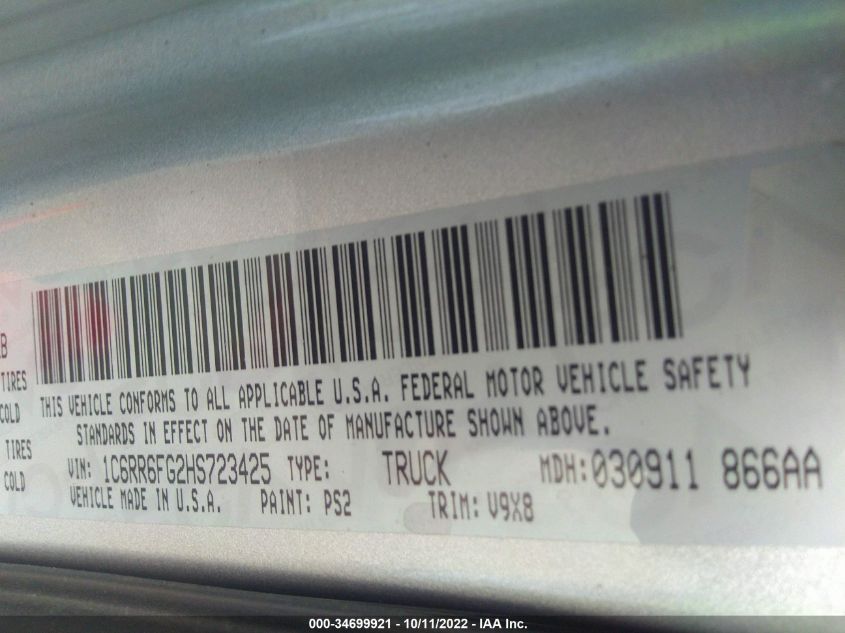 B
TIRES
COLD
TIRES
COLD
THIS VEHICLE CONFORMS TO ALL APPLICABLE U.S.A. FEDERAL MOTOR VEHICLE SAFETY
STANDARDS IN EFFECT ON THE DATE OF MANUFACTURE SHOWN ABOVE.
VIN: 1C6RR6FG2HS723425 TYPE: TRUCK MDH:030911 866AA
VEHICLE MADE IN U.S.A. PAINT: PS2 TRIM: V9X8
000-34699921 - 10/11/2022 - IAA Inc.